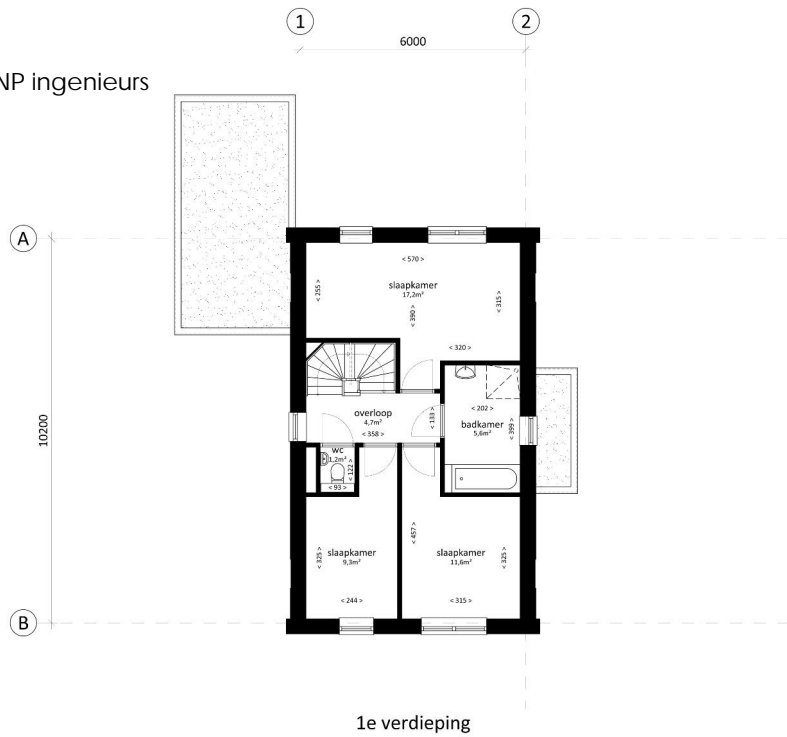 1
2
6000
NP ingenieurs
A
< 570 >
slaapkamer
17,2m²
< 255 >
< 390 >
< 315 >
< 320 >
10200
overloop
4,7m²
< 358 >
< 133 >
< 202 >
badkamer
5,6m²
< 399 >
wc
1,2m²
< 122 >
< 93 >
< 457 >
slaapkamer
9,3m²
< 325 >
< 244 >
slaapkamer
11,6m²
< 325 >
< 315 >
B
1e verdieping